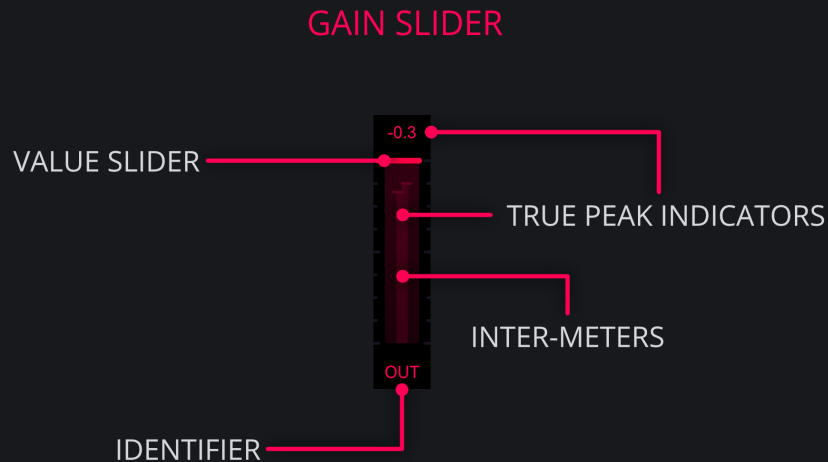 GAIN SLIDER
-0.3
VALUE SLIDER
TRUE PEAK INDICATORS
INTER-METERS
OUT
IDENTIFIER